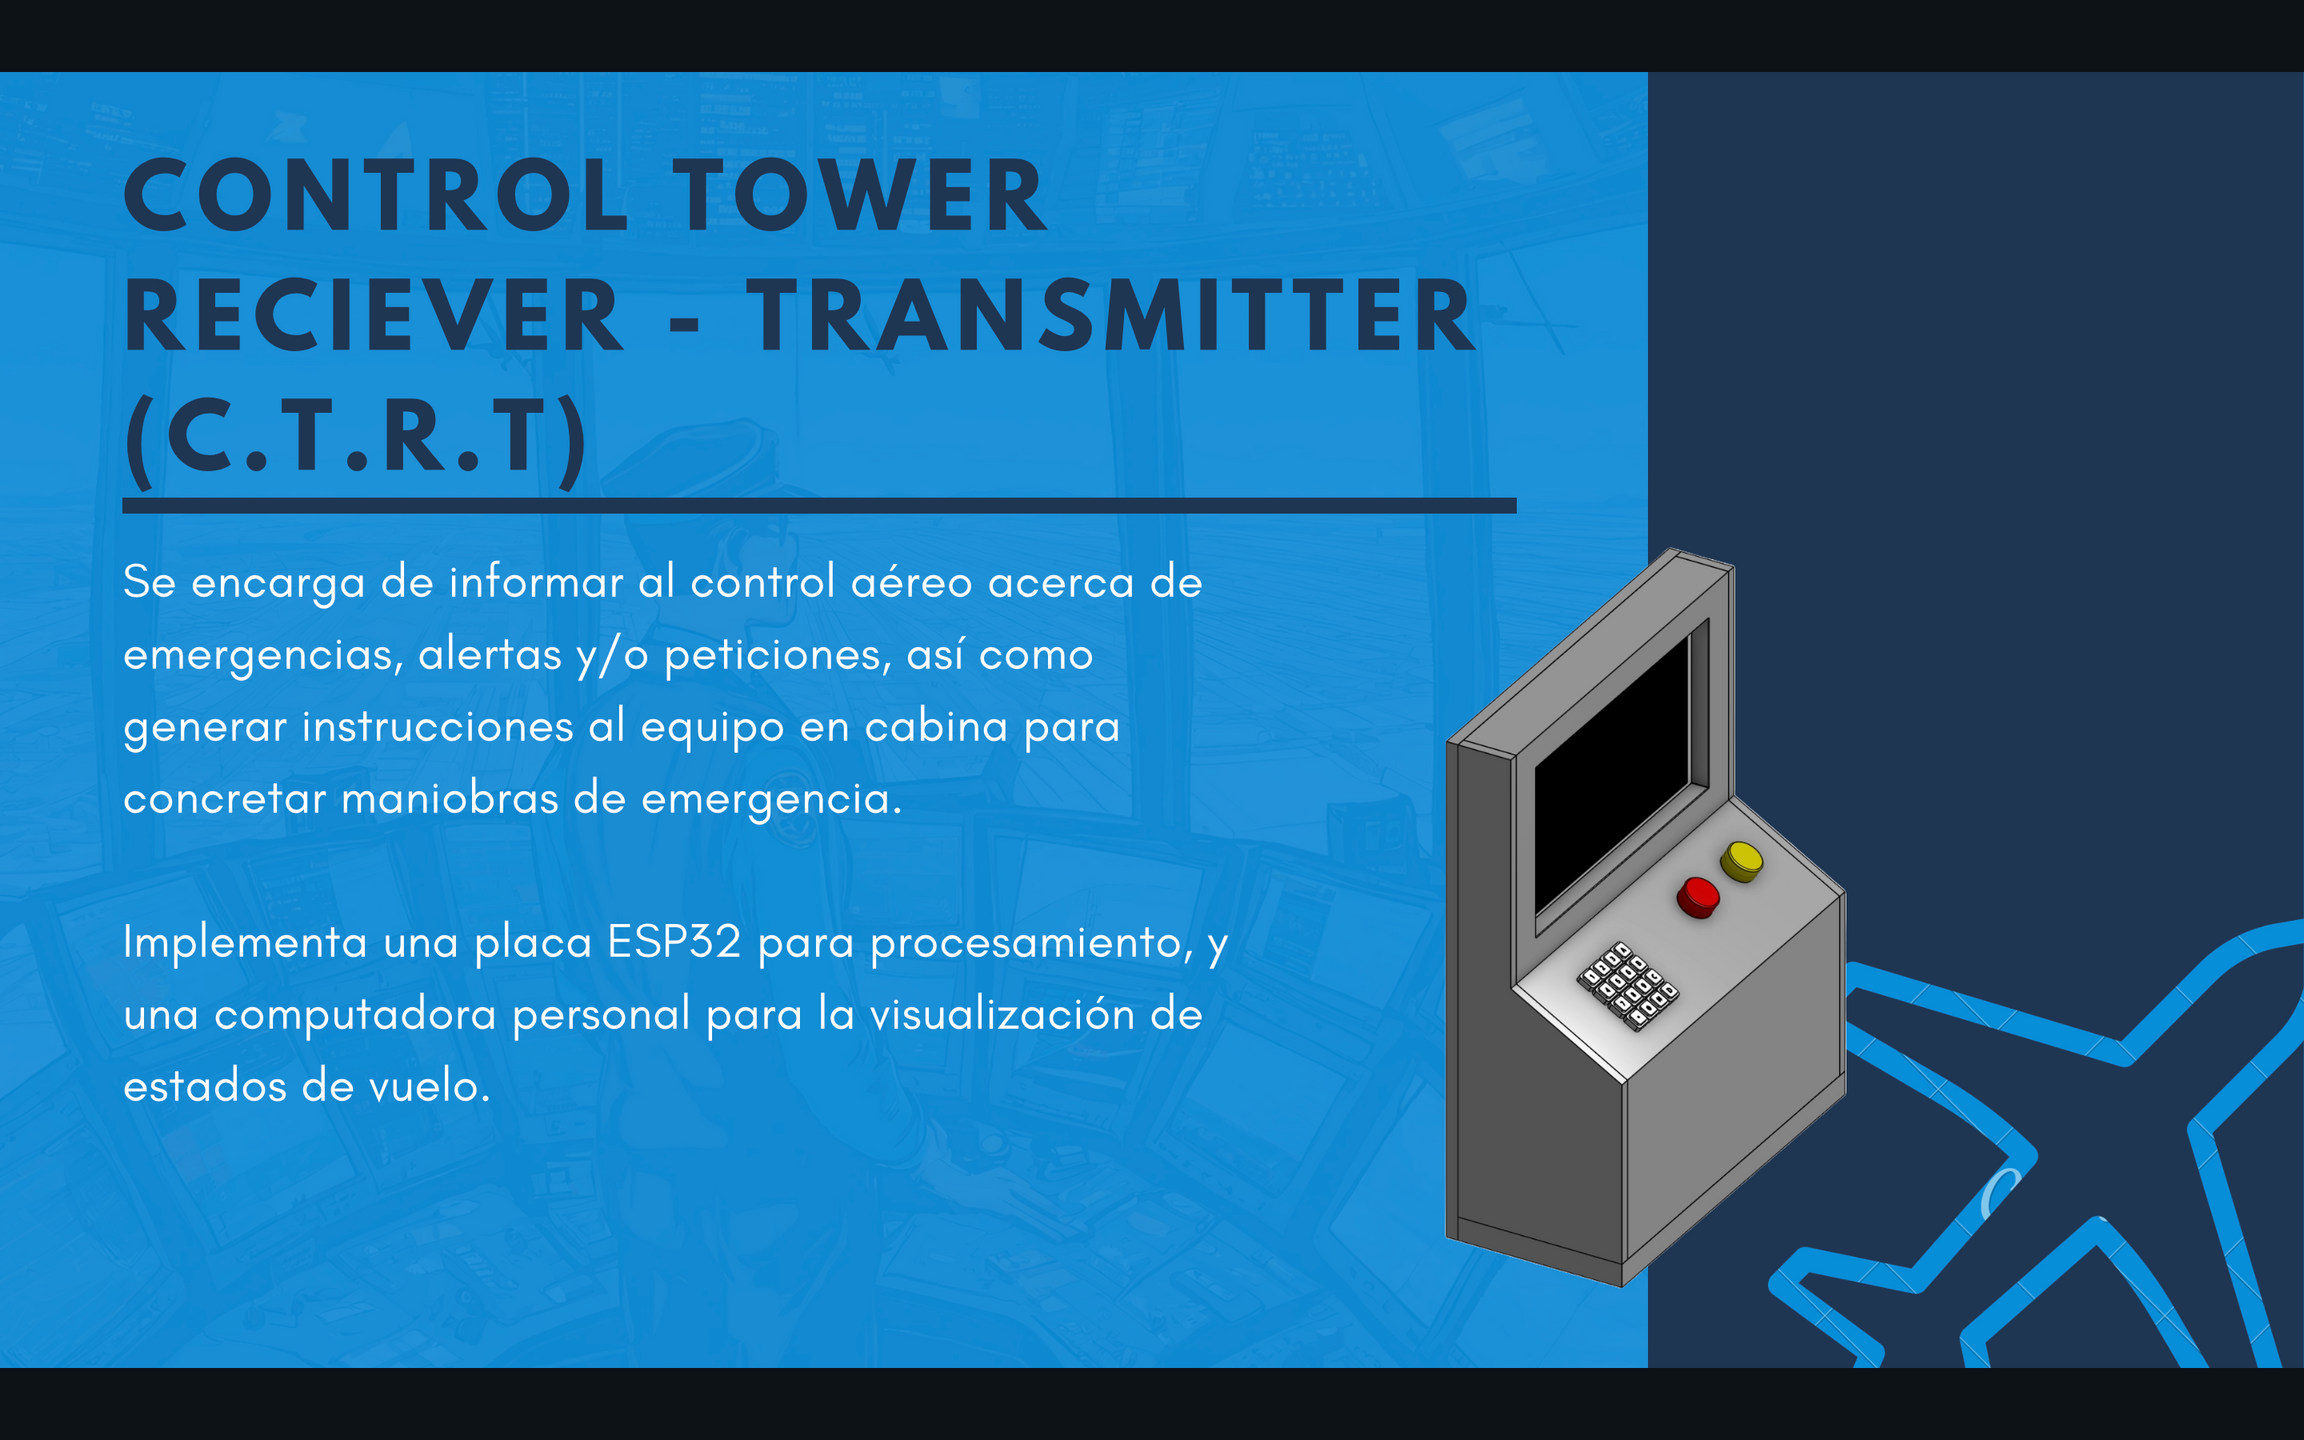 CONTROL TOWER
RECIEVER - TRANSMITTER
(C.T.R.T)
Se encarga de informar al control aéreo acerca de
emergencias, alertas y/o peticiones, así como
generar instrucciones al equipo en cabina para
concretar maniobras de emergencia.
Implementa una placa ESP32 para procesamiento, y
una computadora personal para la visualización de
estados de vuelo.